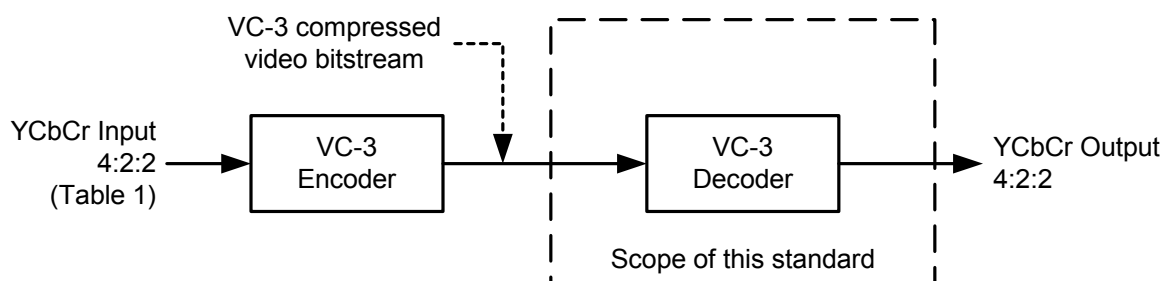 VC-3 compressed
video bitstream
YCbCr Input
4:2:2
(Table 1)
VC-3
Encoder
VC-3
Decoder
YCbCr Output
4:2:2
Scope of this standard